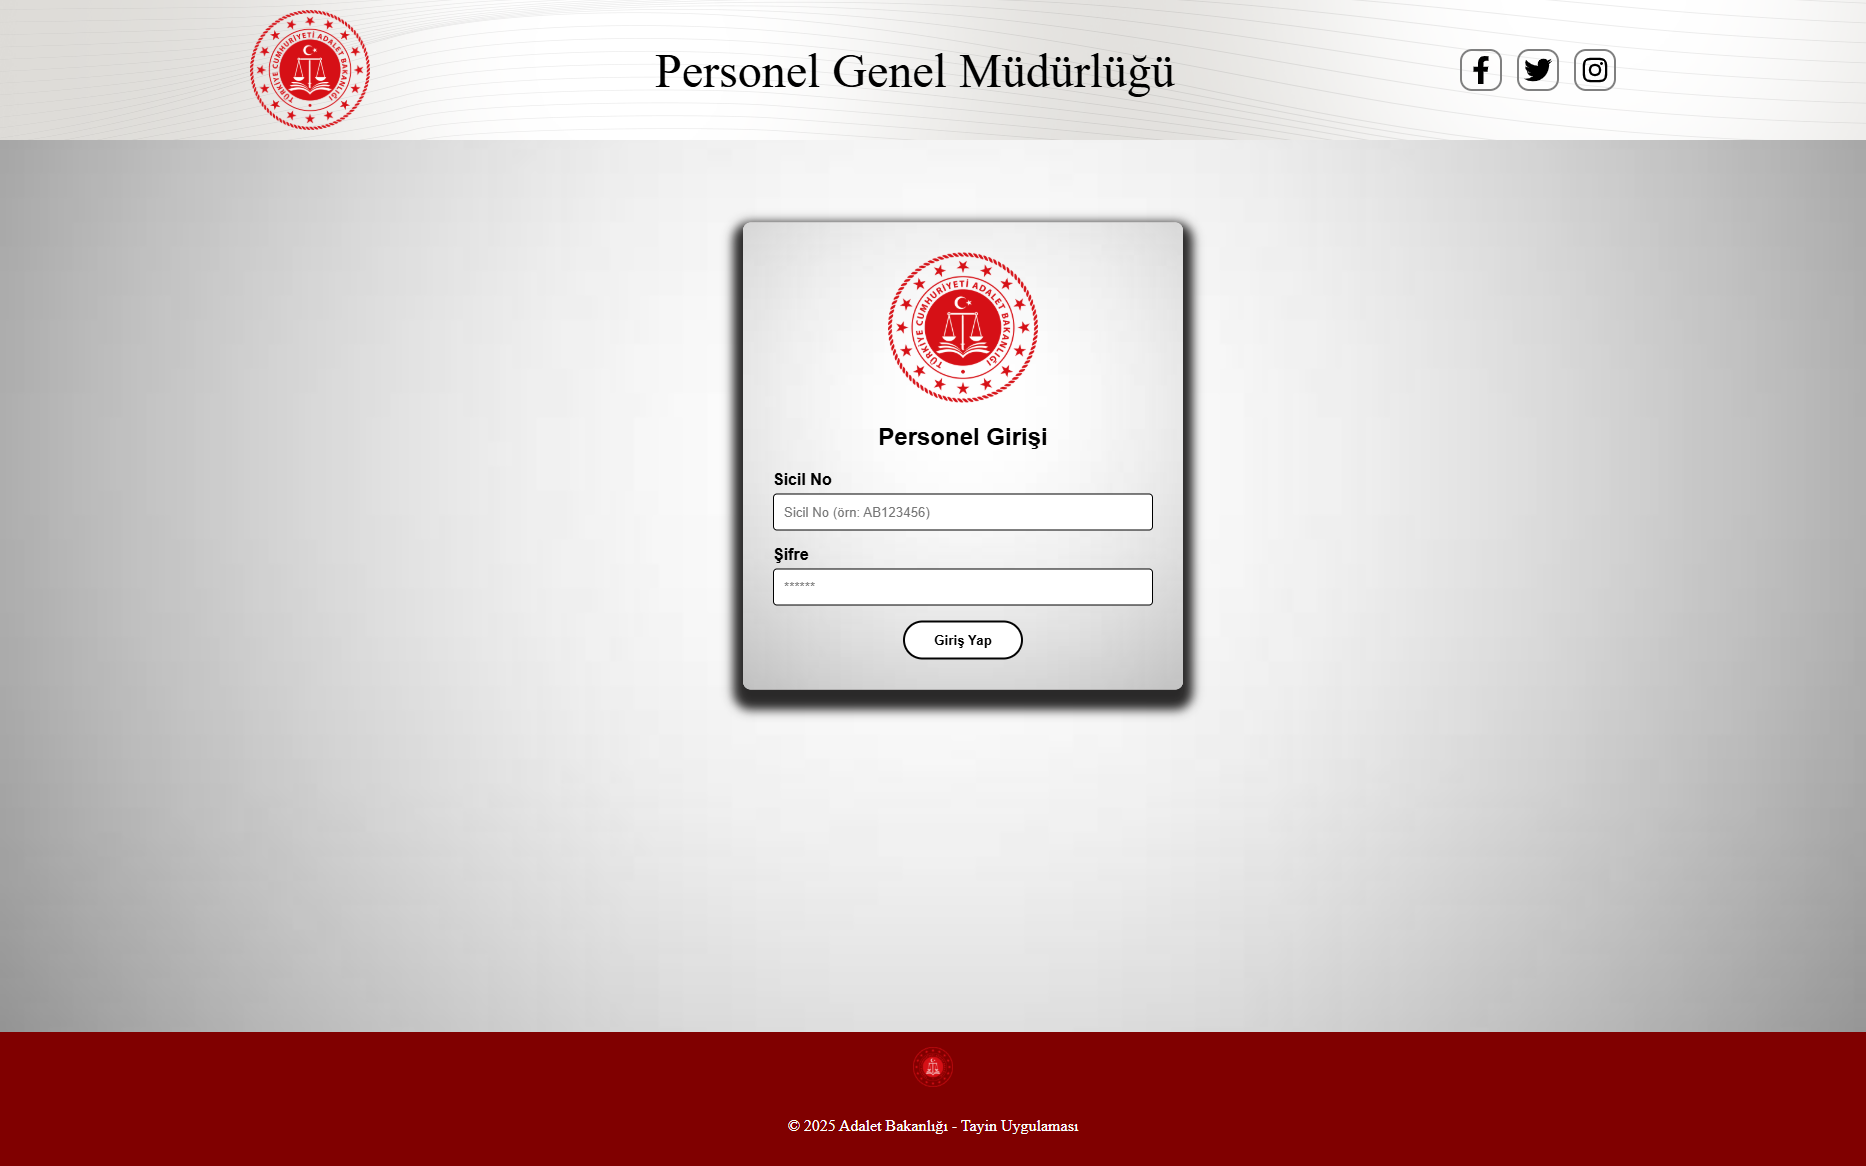 TÜRKİYE CUMHURİYETİ ADALET BAKANLIĞI
Personel Genel Müdürlüğü
TÜRKİYE CUMHURİYETİ ADALET BAKANLIĞI
Personel Girişi
Sicil No
Sicil No (örn: AB123456)
Şifre
******
Giriş Yap
© 2025 Adalet Bakanlığı - Tayin Uygulaması